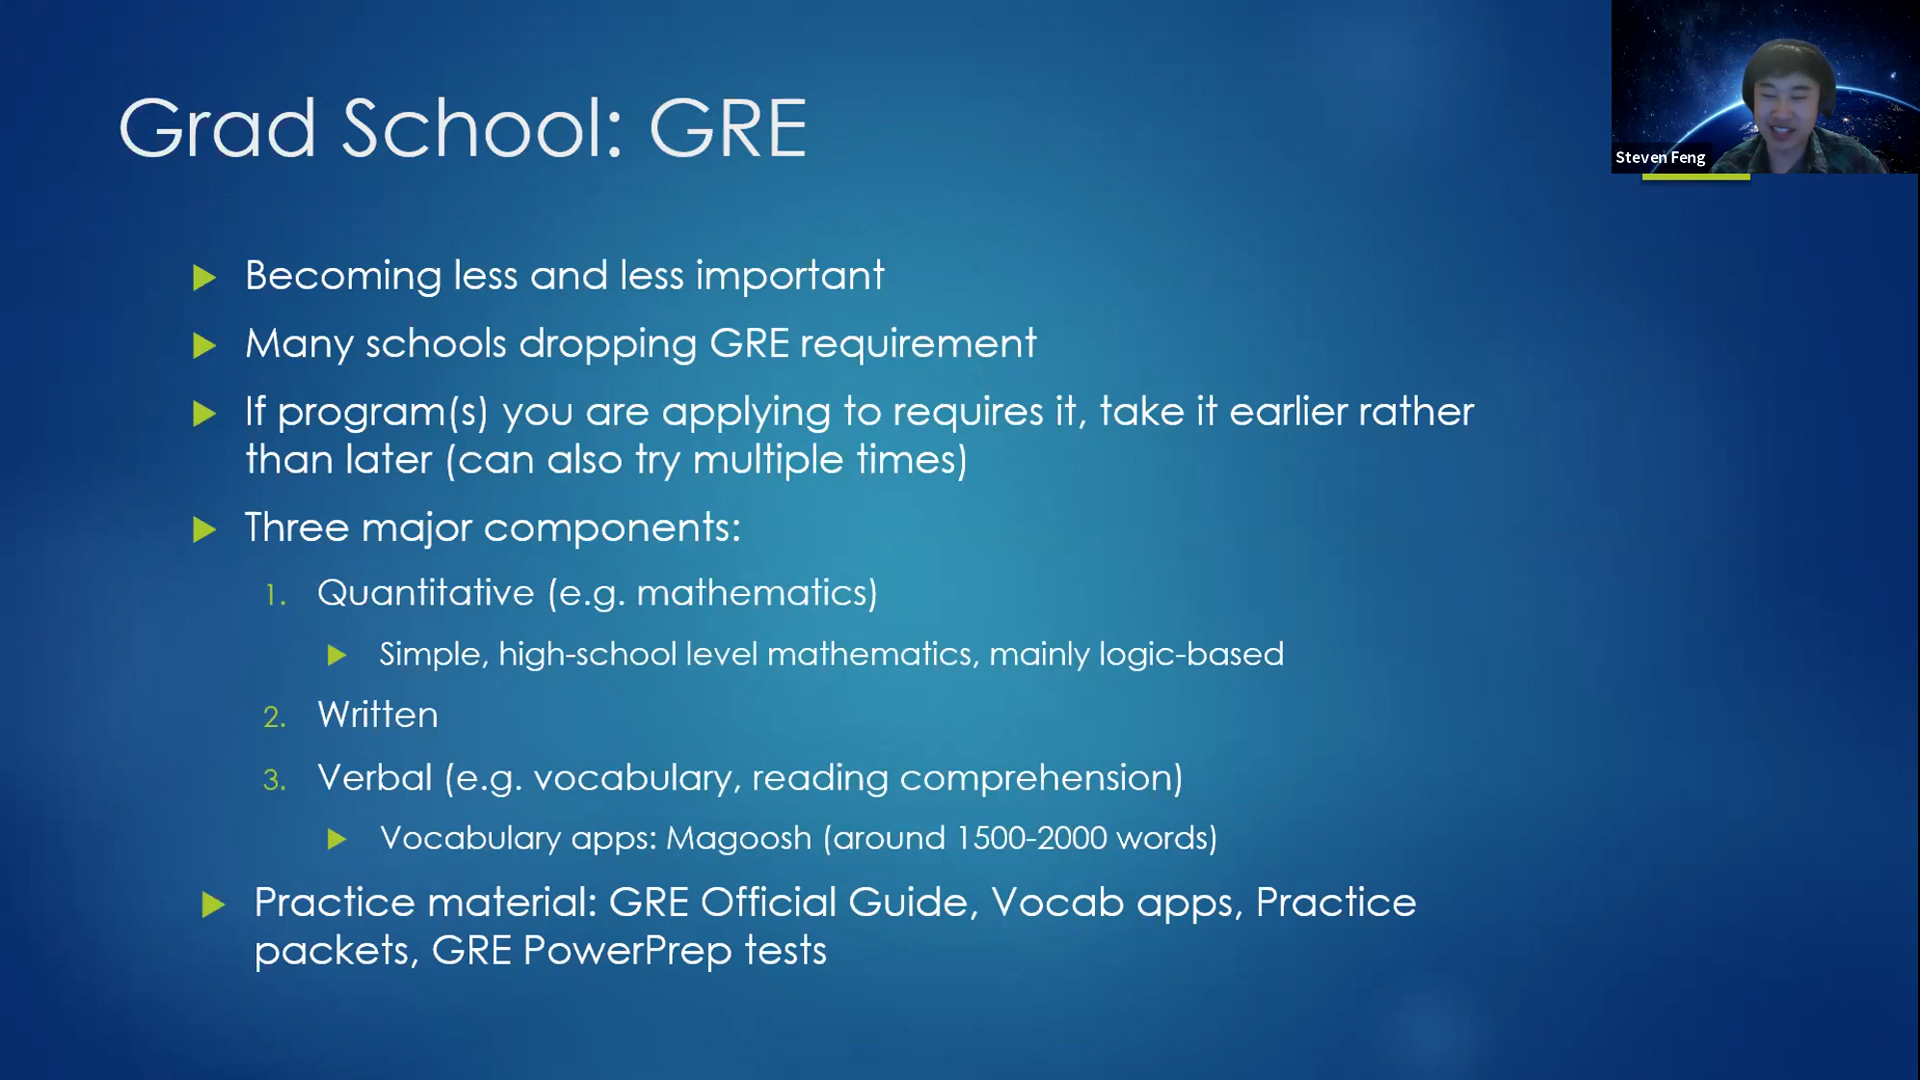 Grad School: GRE
Steven Feng
Becoming less and less important
Many schools dropping GRE requirement
If program(s) you are applying to requires it, take it earlier rather
than later (can also try multiple times)
Three major components:
1. Quantitative (e.g. mathematics)
Simple, high-school level mathematics, mainly logic-based
2. Written
3. Verbal (e.g. vocabulary, reading comprehension)
Vocabulary apps: Magoosh (around 1500-2000 words)
Practice material: GRE Official Guide, Vocab apps, Practice
packets, GRE PowerPrep tests